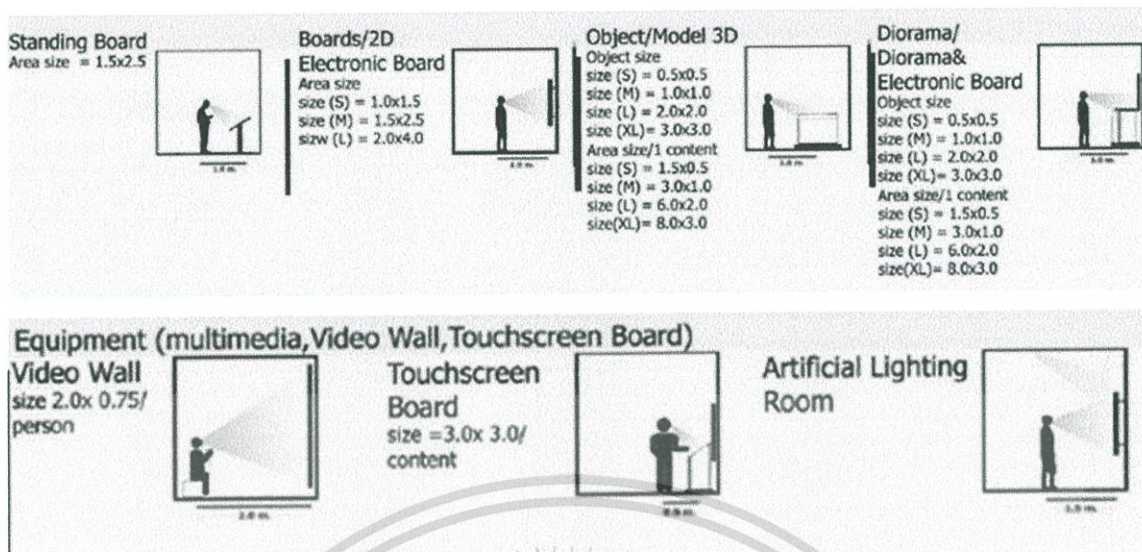 Standing Board
Area size = 1.5x2.5
1.0 m.
Boards/2D
Electronic Board
Area size
size (S) = 1.0x1.5
size (M) = 1.5x2.5
sizw (L) = 2.0x4.0
Object/Model 3D
Object size
size (S) = 0.5x0.5
size (M) = 1.0x1.0
size (L) = 2.0x2.0
size (XL) = 3.0x3.0
Area size/1 content
size (S) = 1.5x0.5
size (M) = 3.0x1.0
size (L) = 6.0x2.0
size(XL)= 8.0x3.0
Diorama/
Diorama&
Electronic Board
Object size
size (S) = 0.5x0.5
size (M) = 1.0x1.0
size (L) = 2.0x2.0
size (XL)= 3.0x3.0
Area size/1 content
size (S) = 1.5x0.5
size (M) = 3.0x1.0
size (L) = 6.0x2.0
size(XL)= 8.0x3.0
Equipment (multimedia,Video Wall,Touchscreen Board)
Video Wall
size 2.0x 0.75/
person
2.0 m.
Touchscreen
Board
size =3.0x 3.0/
content
Artificial Lighting
Room
1.5 m.